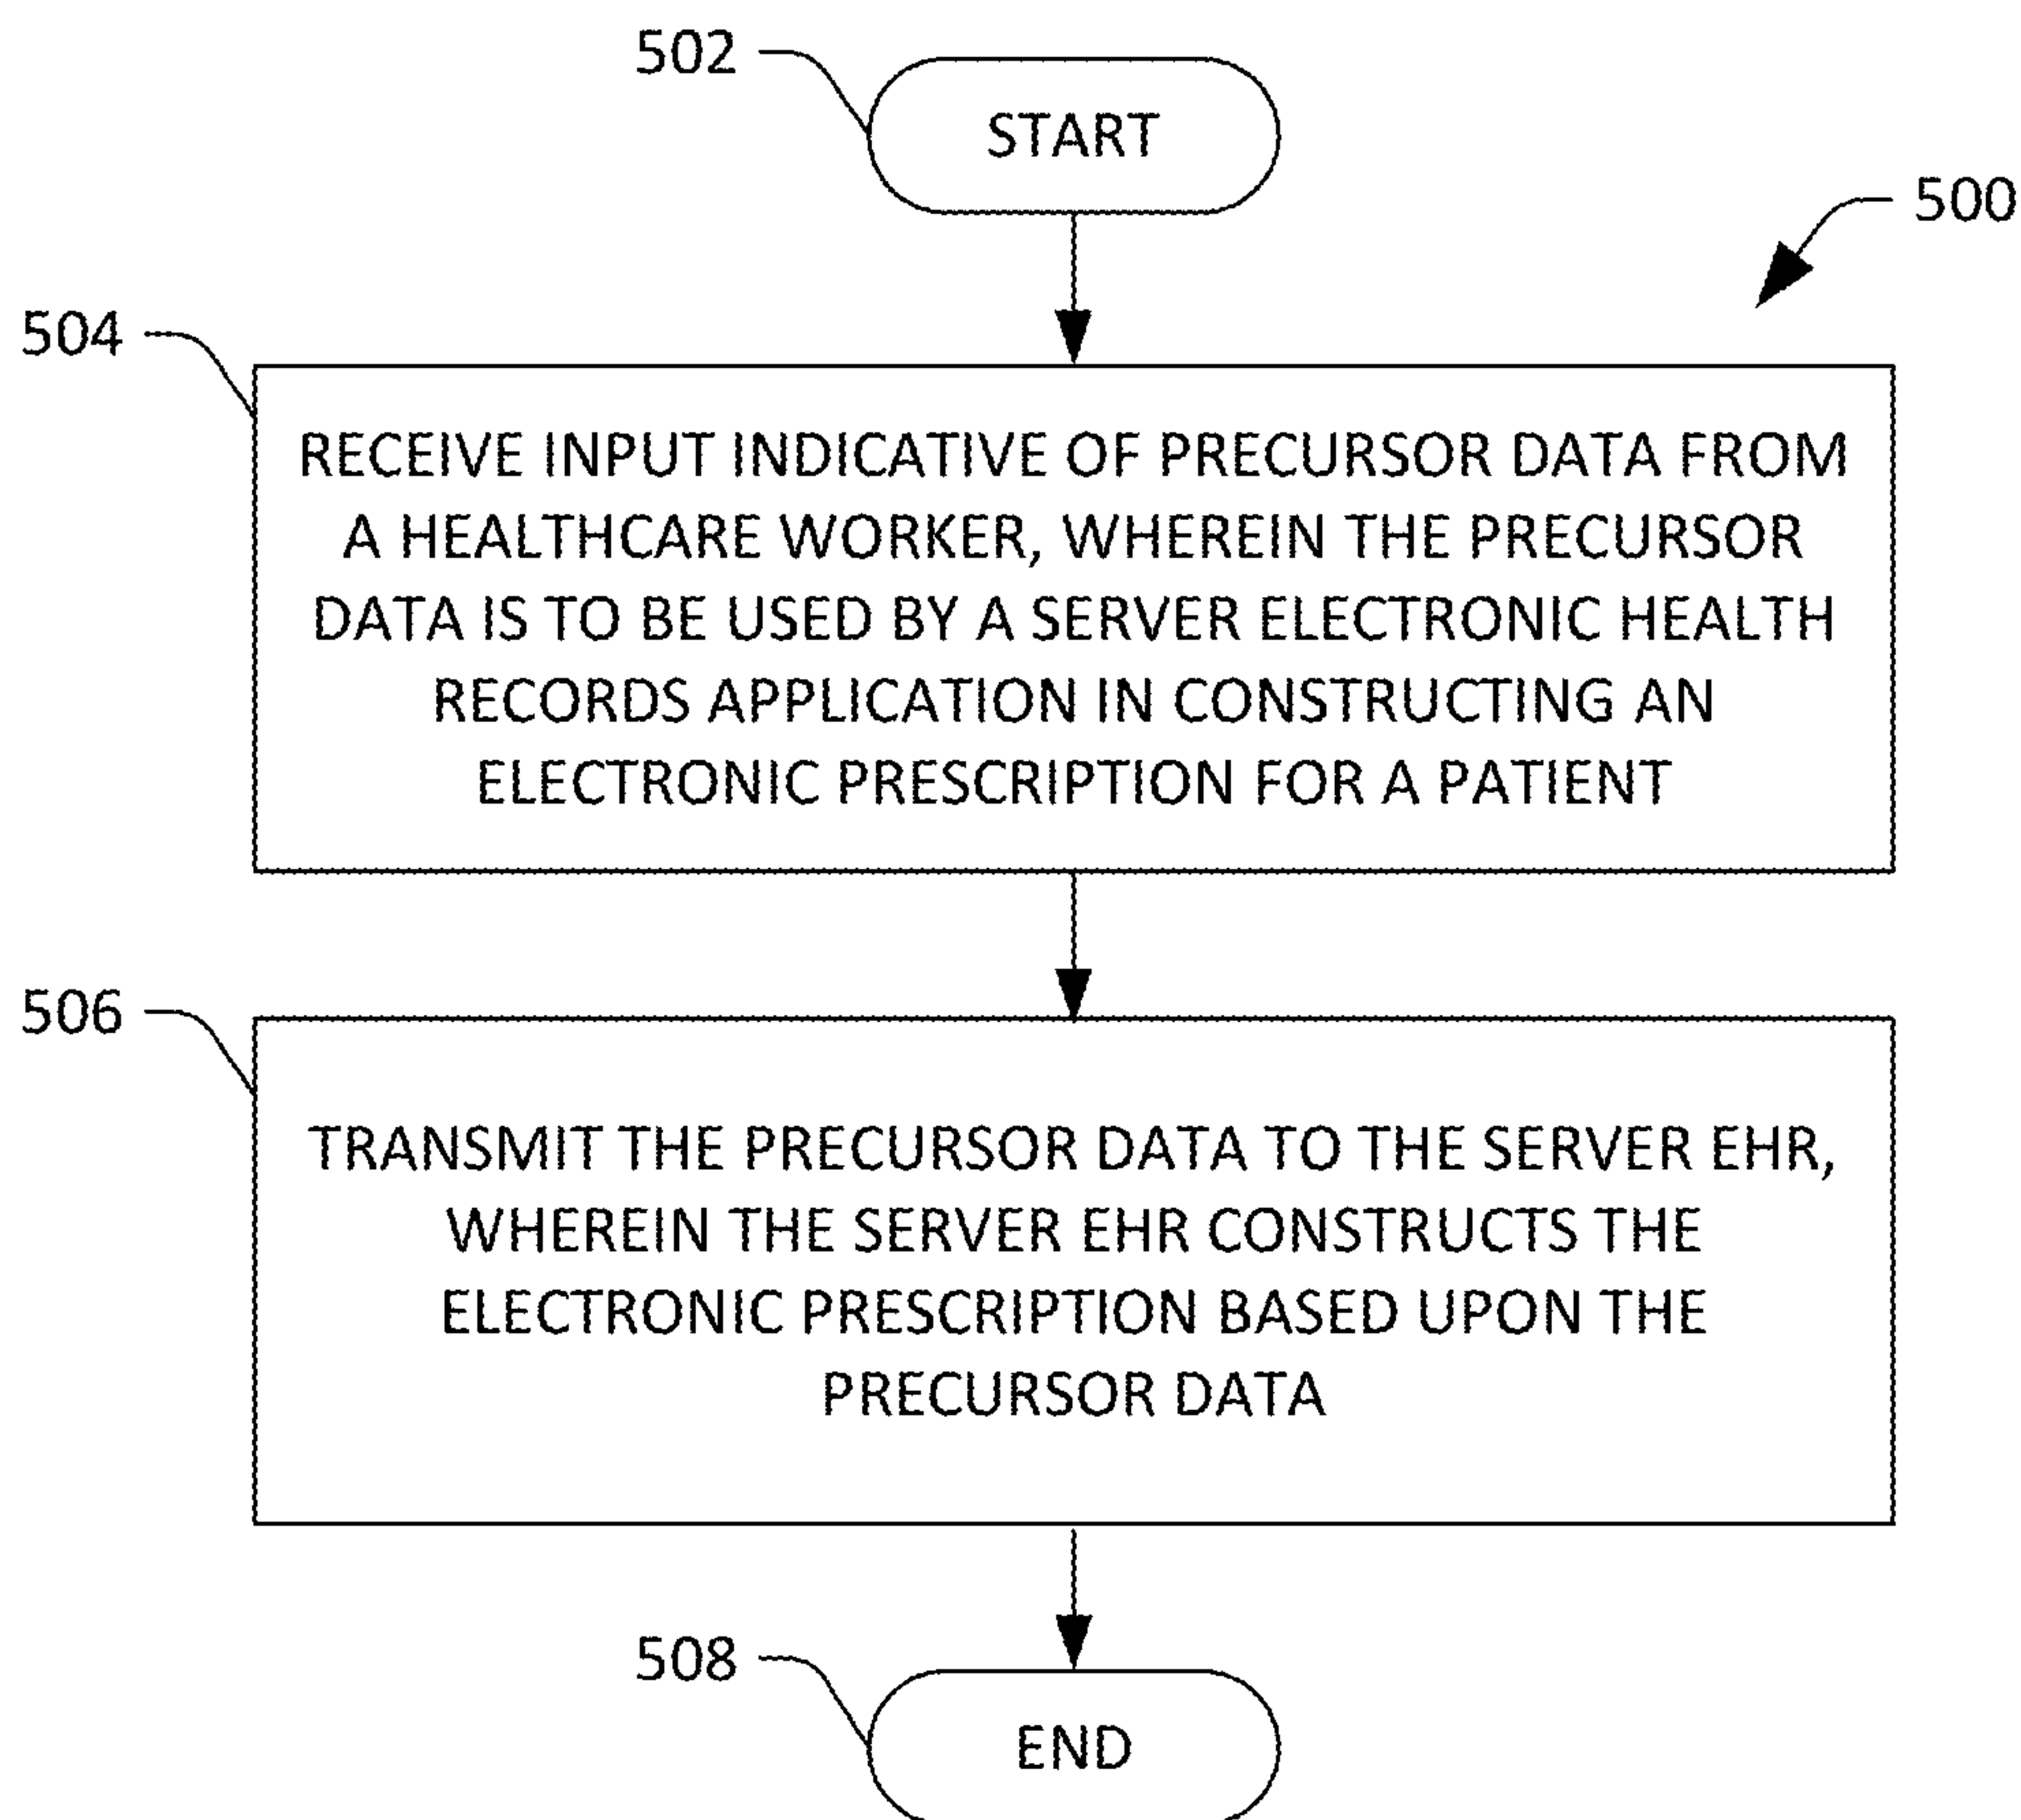 502
START
500
504
RECEIVE INPUT INDICATIVE OF PRECURSOR DATA FROM
A HEALTHCARE WORKER, WHEREIN THE PRECURSOR
DATA IS TO BE USED BY A SERVER ELECTRONIC HEALTH
RECORDS APPLICATION IN CONSTRUCTING AN
ELECTRONIC PRESCRIPTION FOR A PATIENT
506
TRANSMIT THE PRECURSOR DATA TO THE SERVER EHR,
WHEREIN THE SERVER EHR CONSTRUCTS THE
ELECTRONIC PRESCRIPTION BASED UPON THE
PRECURSOR DATA
508
END